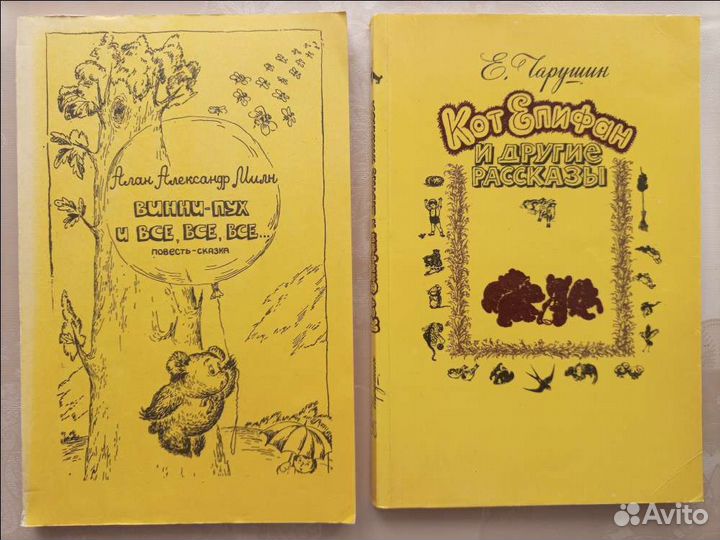 Алан Александр Милн
ВИННИ-ПУХ
И ВСЕ, ВСЕ, ВСЕ...
ПОВЕСТЬ-СКАЗКА
Е. Чарушин
КОТ ЕПИФАН
И ДРУГИЕ
РАССКАЗЫ
Avito